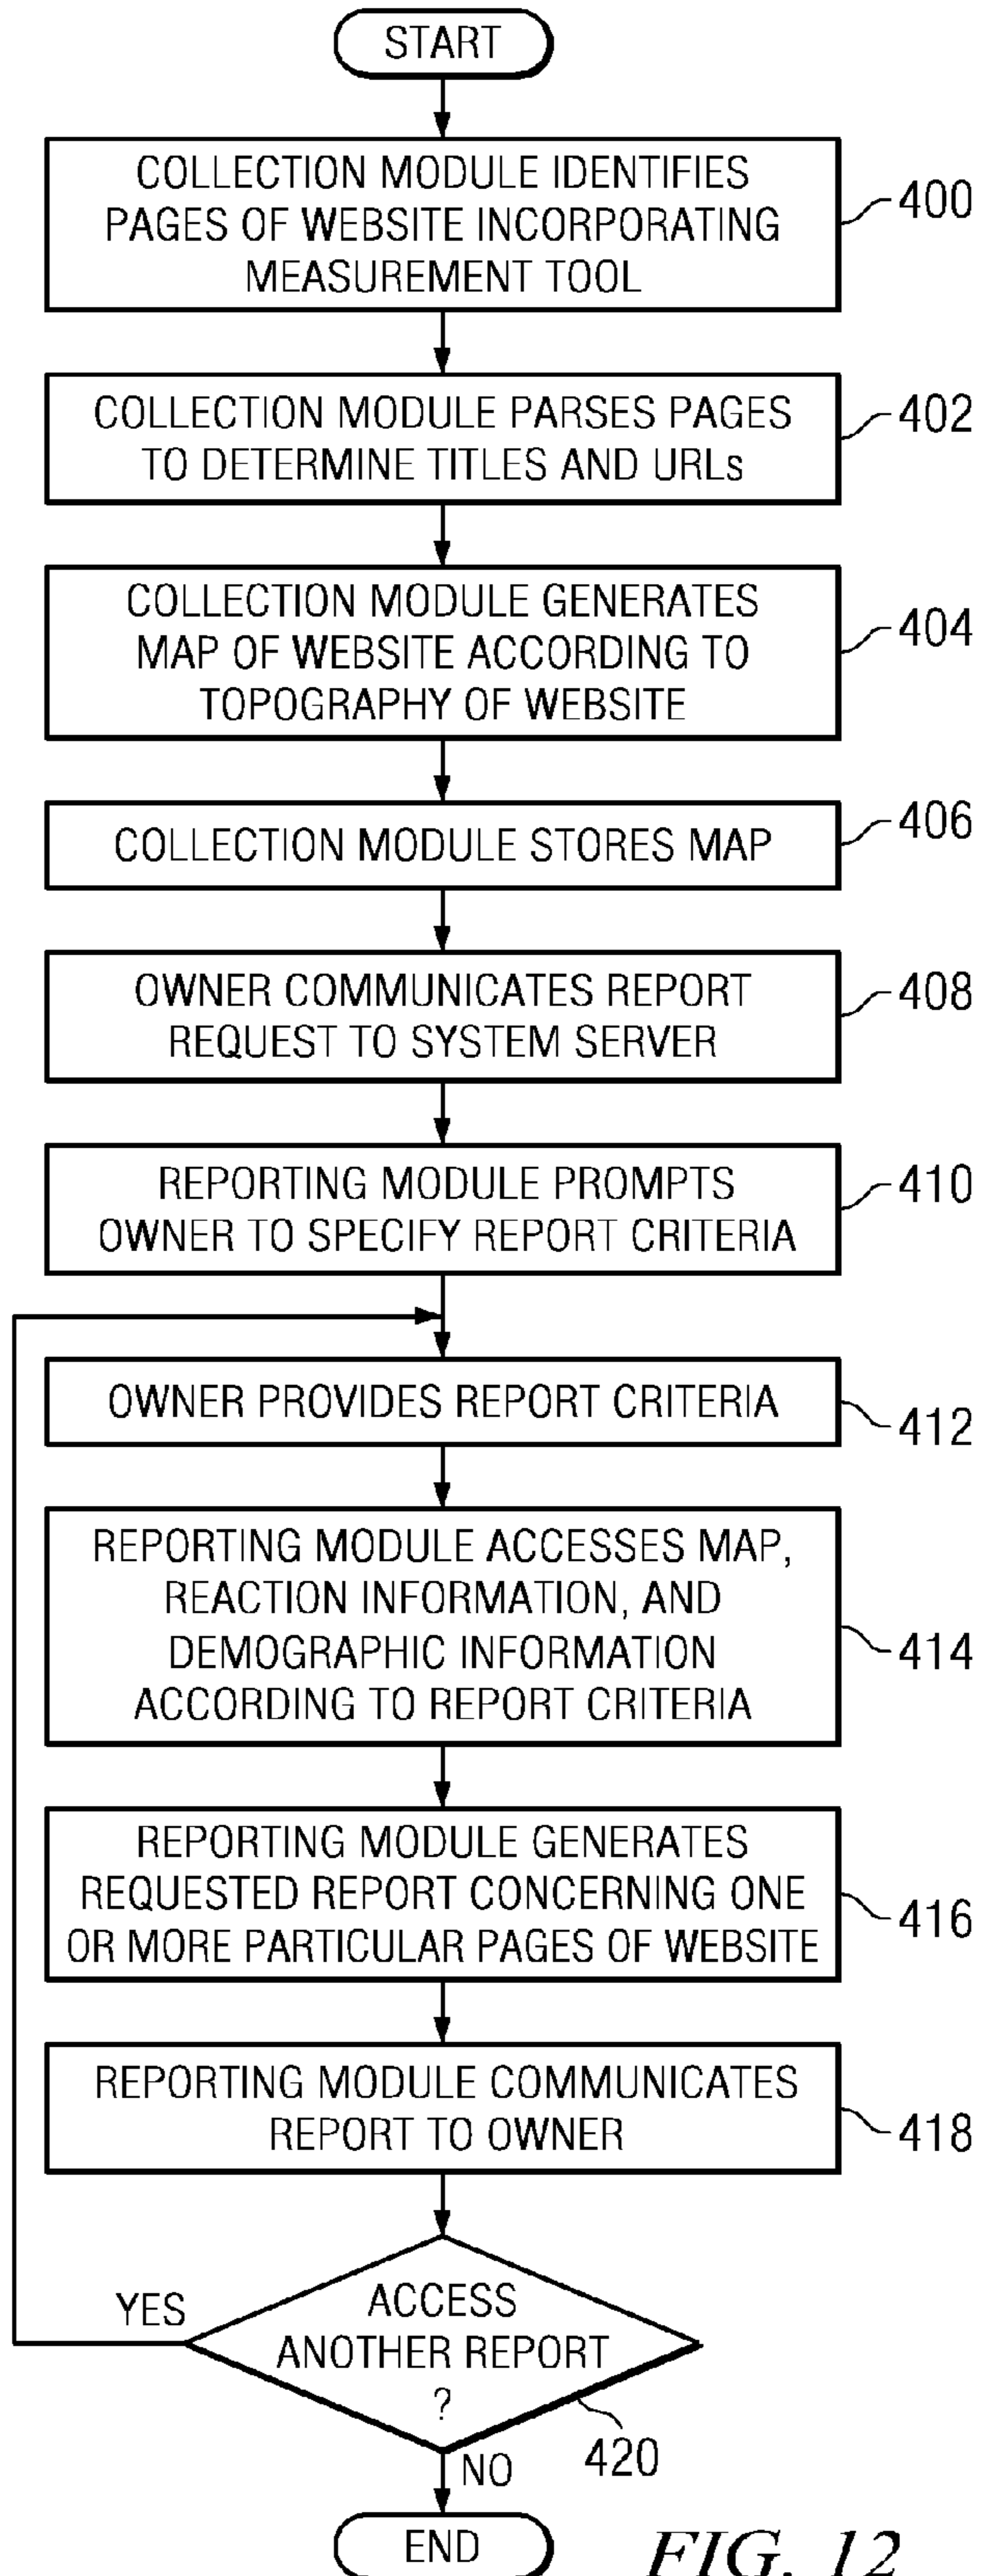 START
COLLECTION MODULE IDENTIFIES
PAGES OF WEBSITE INCORPORATING
MEASUREMENT TOOL
400
COLLECTION MODULE PARSES PAGES
TO DETERMINE TITLES AND URLs
402
COLLECTION MODULE GENERATES
MAP OF WEBSITE ACCORDING TO
TOPOGRAPHY OF WEBSITE
404
COLLECTION MODULE STORES MAP
406
OWNER COMMUNICATES REPORT
REQUEST TO SYSTEM SERVER
408
REPORTING MODULE PROMPTS
OWNER TO SPECIFY REPORT CRITERIA
410
OWNER PROVIDES REPORT CRITERIA
412
REPORTING MODULE ACCESSES MAP,
REACTION INFORMATION, AND
DEMOGRAPHIC INFORMATION
ACCORDING TO REPORT CRITERIA
414
REPORTING MODULE GENERATES
REQUESTED REPORT CONCERNING ONE
OR MORE PARTICULAR PAGES OF WEBSITE
416
REPORTING MODULE COMMUNICATES
REPORT TO OWNER
418
YES
ACCESS
ANOTHER REPORT
?
420
NO
END
FIG. 12